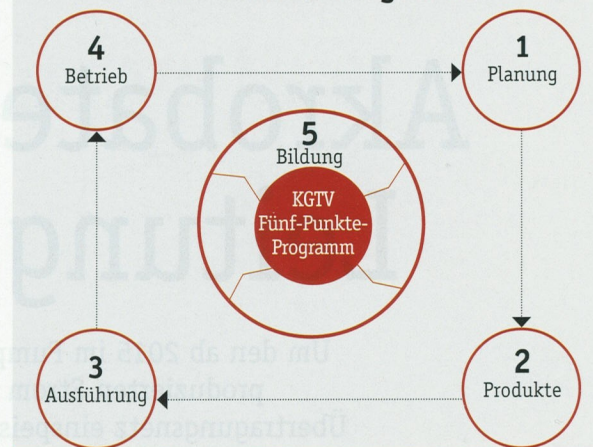 4
Betrieb
1
Planung
5
Bildung
KGTV
Fünf-Punkte-
Programm
3
Ausführung
2
Produkte